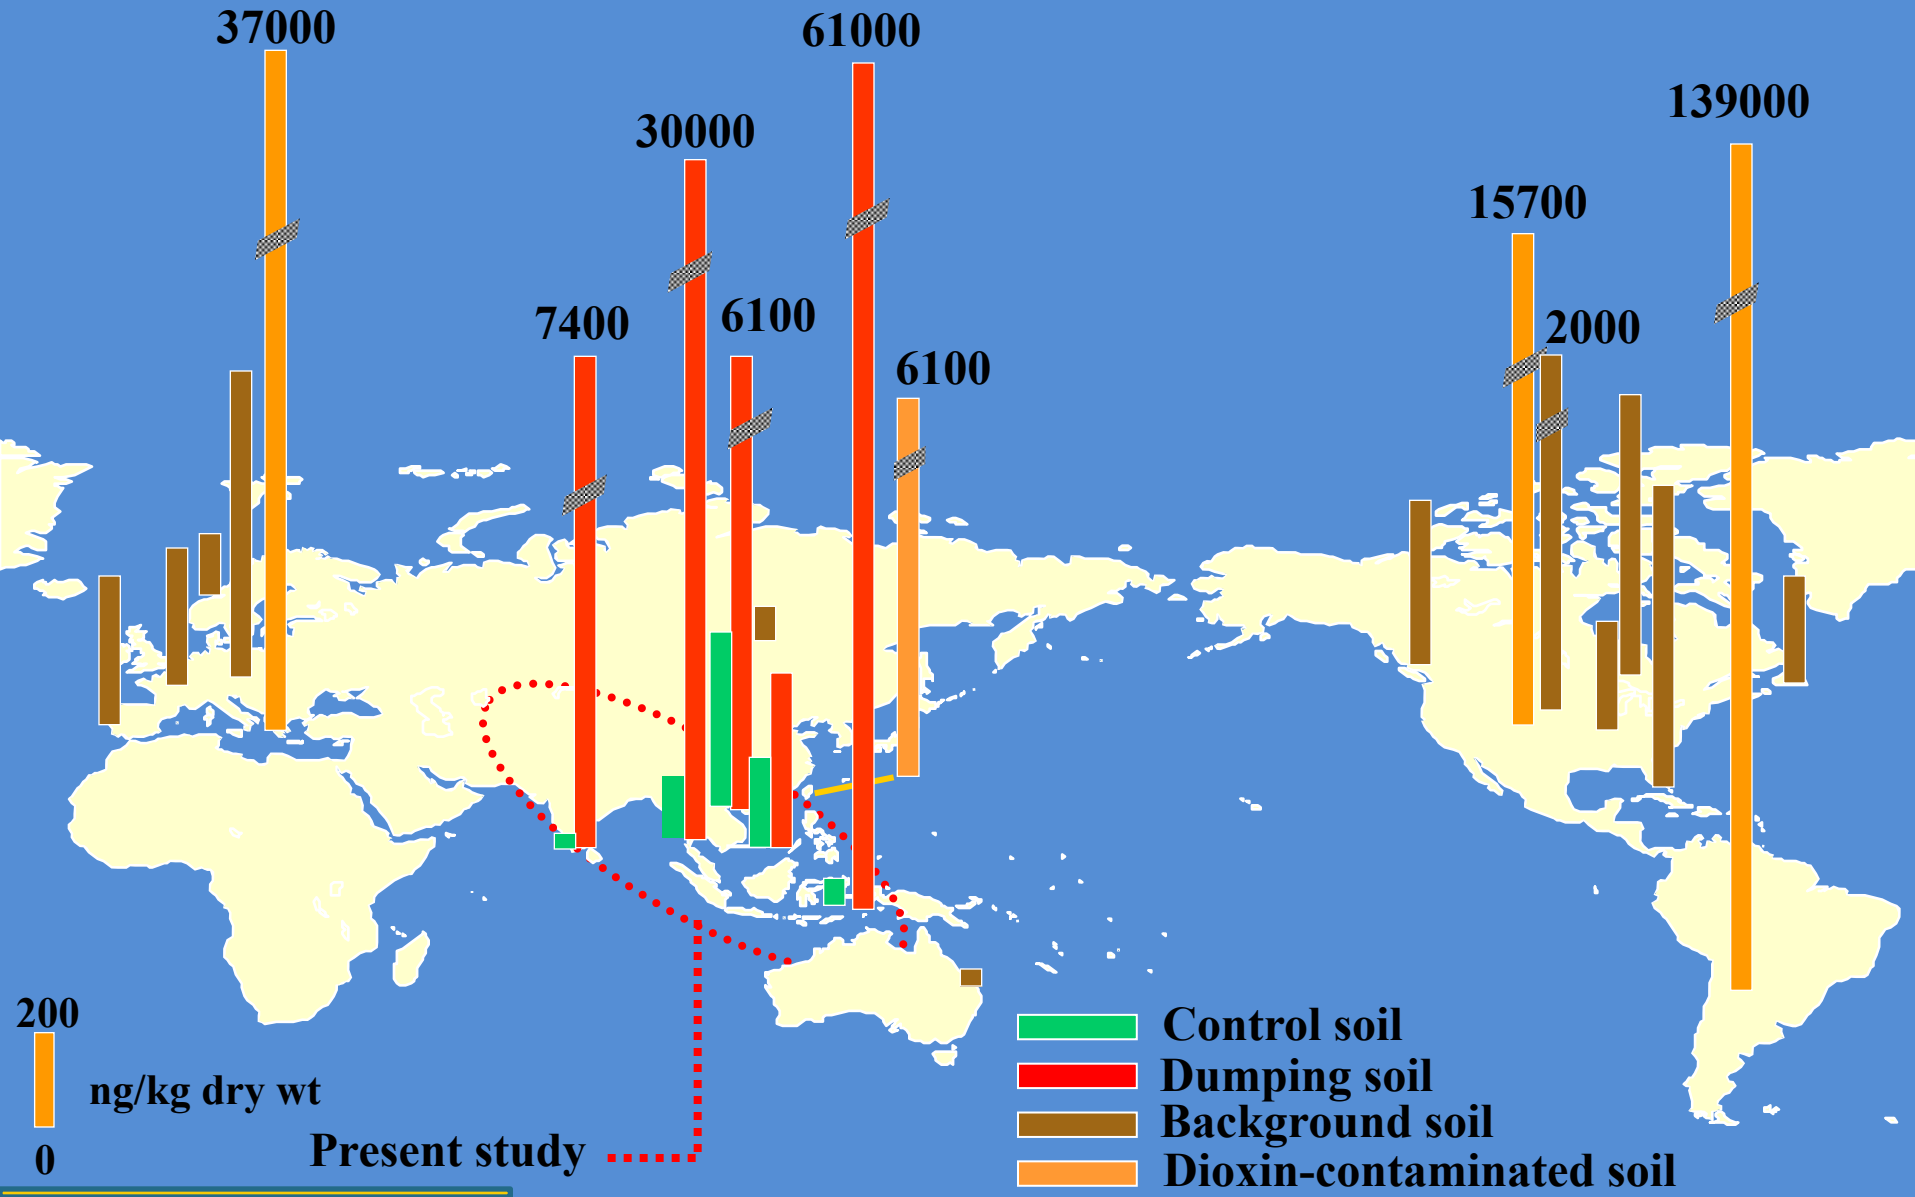 37000
61000
139000
30000
15700
7400
6100
2000
6100
200
ng/kg dry wt
0
Present study
Control soil
Dumping soil
Background soil
Dioxin-contaminated soil